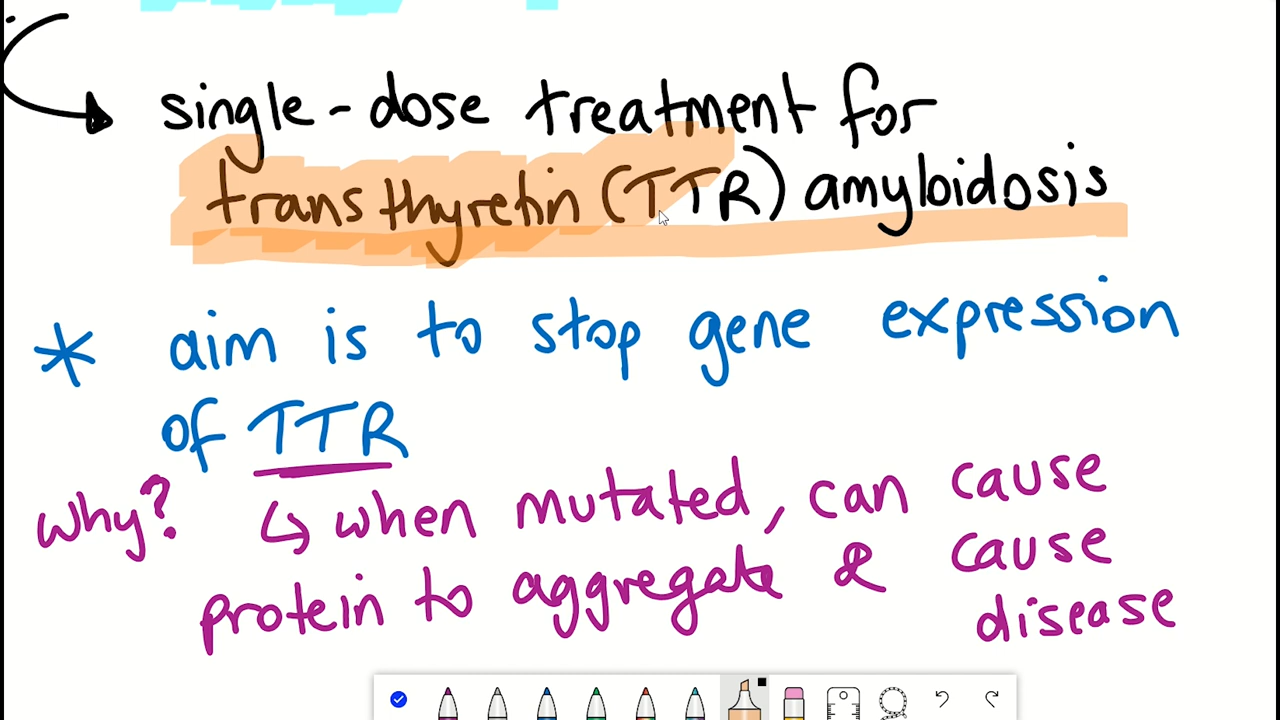 single-dose treatment for
transthyretin (TTR) amyloidosis
* aim is to stop gene expression
of TTR
Why? ↳ when mutated, can cause
protein to aggregate & cause
disease